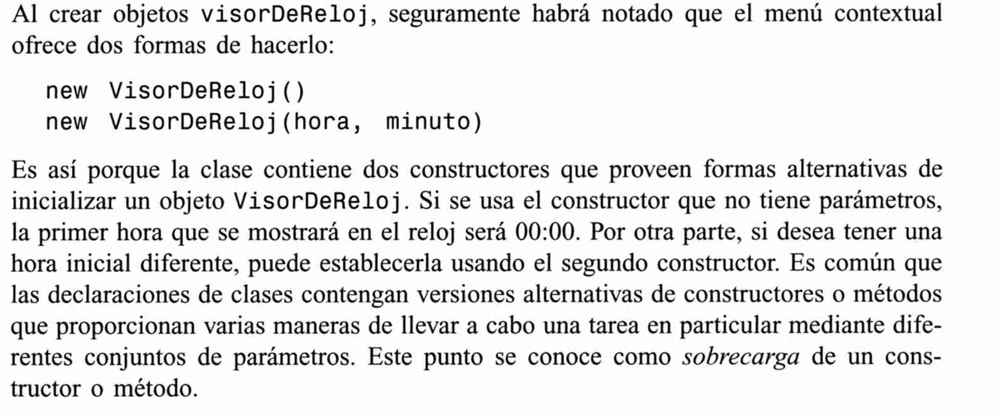 Al crear objetos visorDeReloj, seguramente habrá notado que el menú contextual
ofrece dos formas de hacerlo:
new VisorDeReloj()
new VisorDeReloj(hora, minuto)
Es así porque la clase contiene dos constructores que proveen formas alternativas de
inicializar un objeto VisorDeReloj. Si se usa el constructor que no tiene parámetros,
la primer hora que se mostrará en el reloj será 00:00. Por otra parte, si desea tener una
hora inicial diferente, puede establecerla usando el segundo constructor. Es común que
las declaraciones de clases contengan versiones alternativas de constructores o métodos
que proporcionan varias maneras de llevar a cabo una tarea en particular mediante dife-
rentes conjuntos de parámetros. Este punto se conoce como sobrecarga de un cons-
tructor o método.